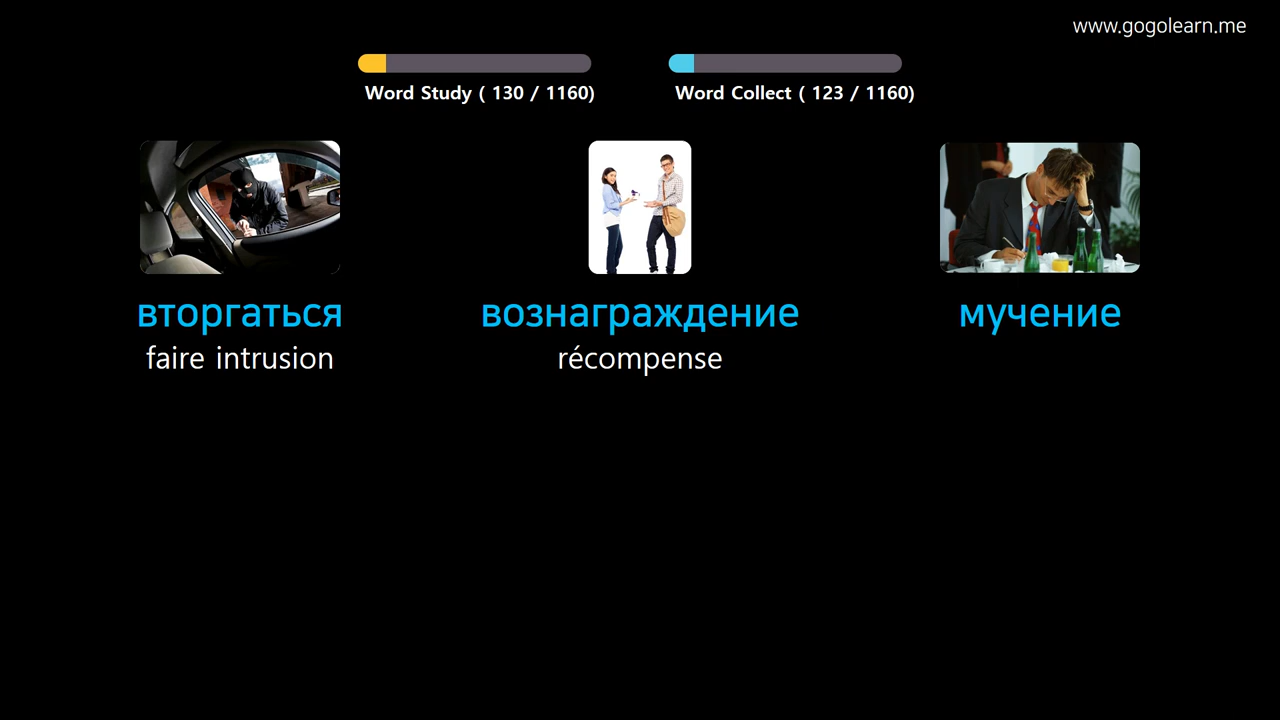 www.gogolearn.me
Word Study ( 130 / 1160)
Word Collect ( 123 / 1160)
вторгаться
faire intrusion
вознаграждение
récompense
мучение